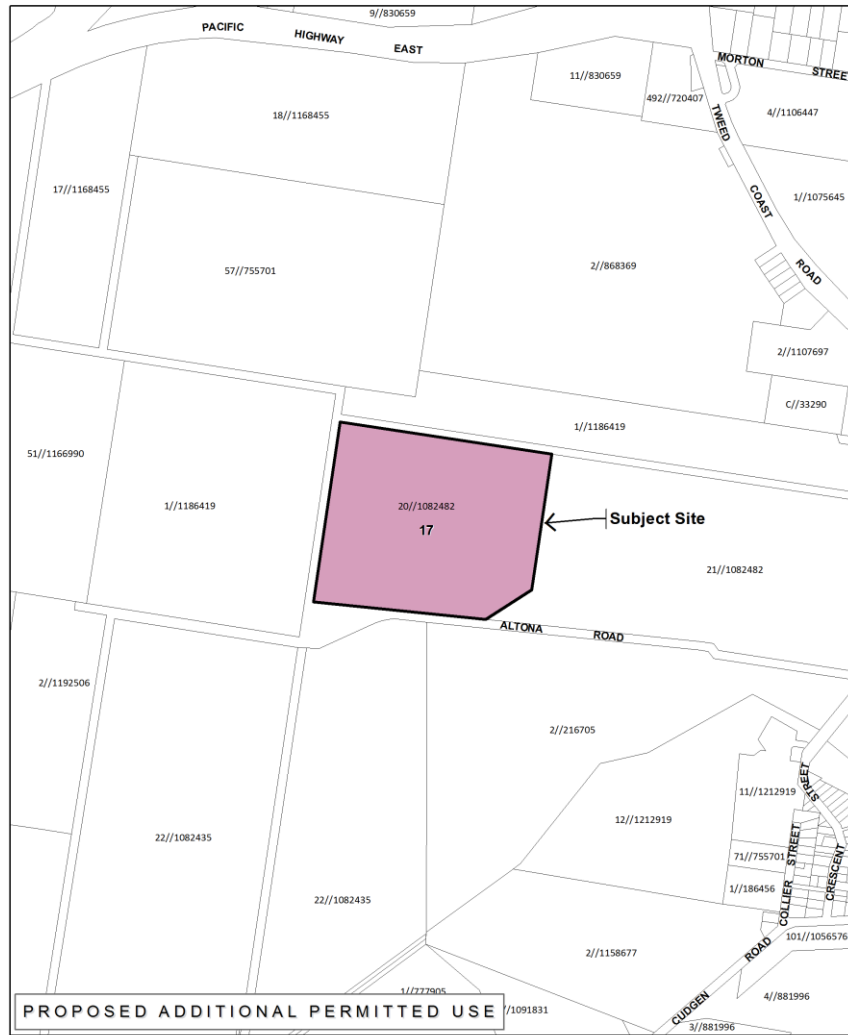 9//830659
PACIFIC HIGHWAY EAST
MORTON STREET
11//830659
492//720407
4//1106447
18//1168455
TWEED COAST ROAD
17//1168455
1//1075645
57//755701
2//868369
2//1107697
C//33290
1//1186419
51//1166990
1//1186419
20//1082482
17
Subject Site
21//1082482
ALTONA ROAD
2//1192506
2//216705
STREET
11//1212919
12//1212919
22//1082435
COLLIER STREET
CRESCENT
71//755701
1//186456
22//1082435
101//1056576
2//1158677
CUDGEN ROAD
1//777905
4//881996
PROPOSED ADDITIONAL PERMITTED USE
/1091831
3//881996